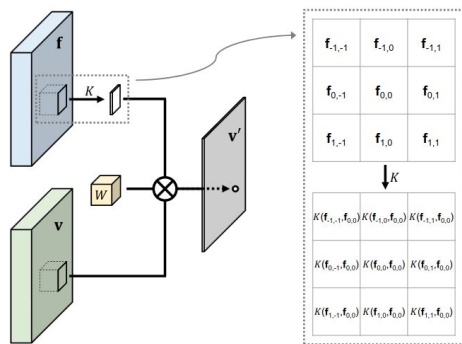 f
K
W
v
v′
f-1,-1 f-1,0 f-1,1
f0,-1 f0,0 f0,1
f1,-1 f1,0 f1,1
K
K(f-1,-1,f0,0) K(f-1,0,f0,0) K(f-1,1,f0,0)
K(f0,-1,f0,0) K(f0,0,f0,0) K(f0,1,f0,0)
K(f1,-1,f0,0) K(f1,0,f0,0) K(f1,1,f0,0)